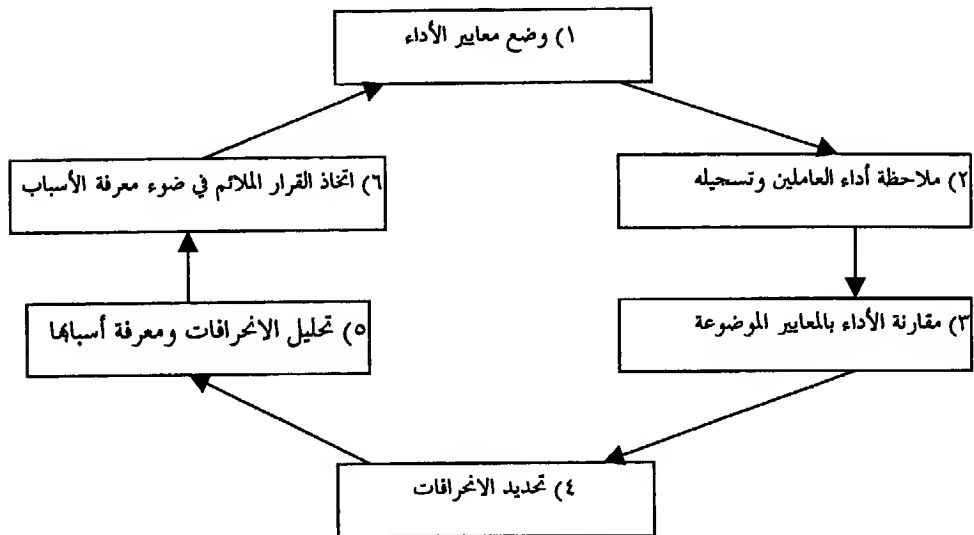 ١) وضع معايير الأداء
٢) ملاحظة أداء العاملين وتسجيله
٣) مقارنة الأداء بالمعايير الموضوعة
٤) تحديد الانحرافات
٥) تحليل الانحرافات ومعرفة أسبابها
٦) اتخاذ القرار الملائم في ضوء معرفة الأسباب